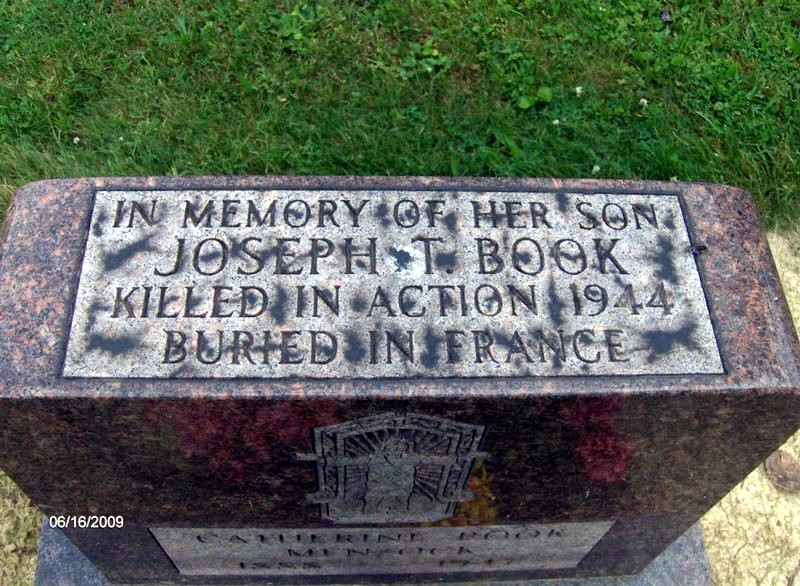 IN MEMORY OF HER SON
JOSEPH T. BOOK
KILLED IN ACTION 1944
BURIED IN FRANCE
06/16/2009
CATHERINE BOOK